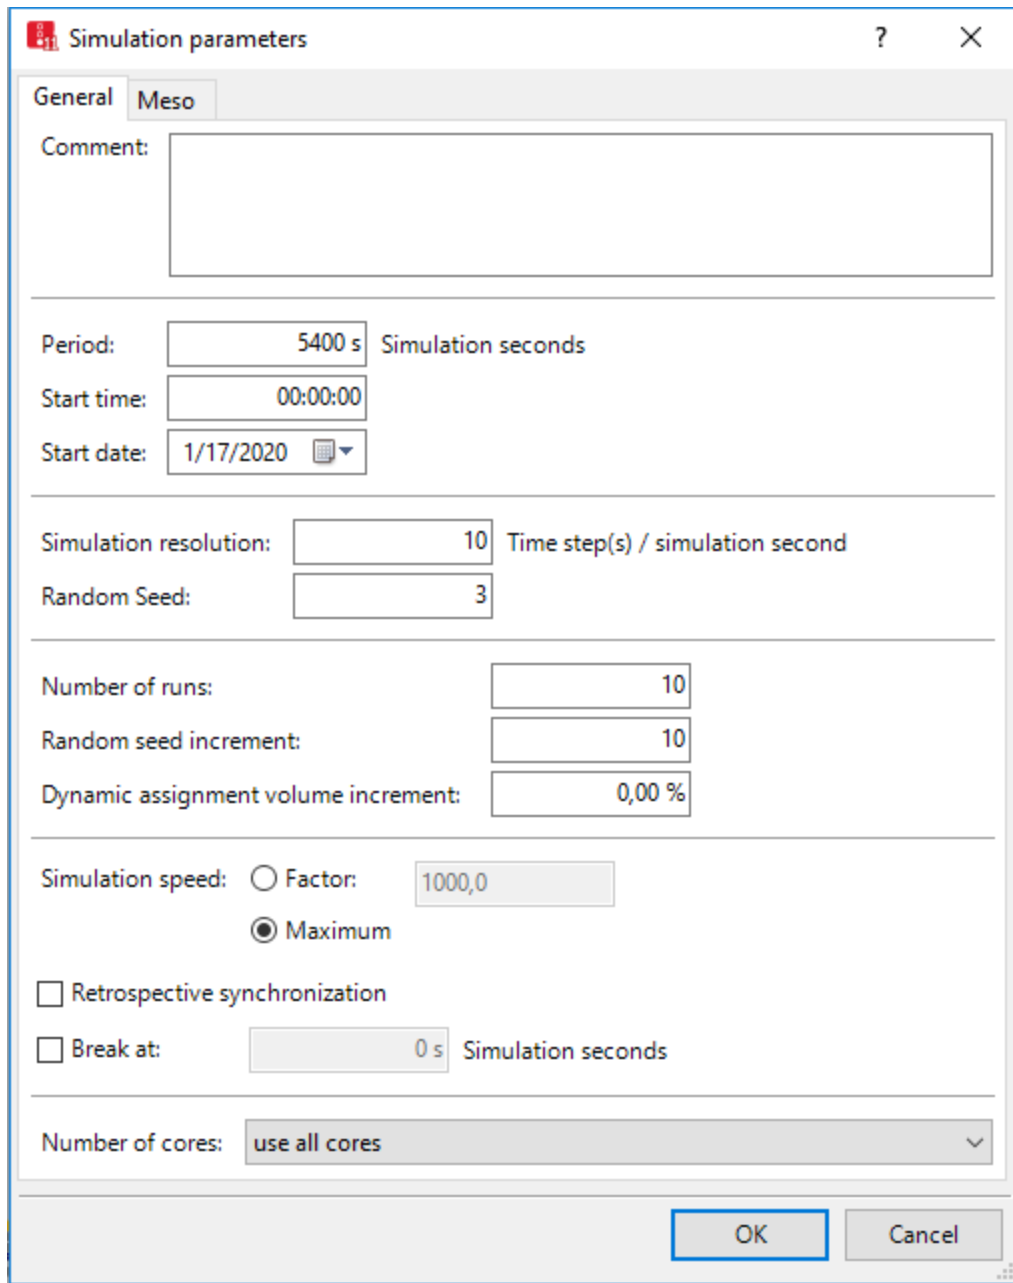 11 Simulation parameters ?
General Meso
Comment:
Period: 5400 s Simulation seconds
Start time: 00:00:00
Start date: 1/17/2020
Simulation resolution: 10 Time step(s) / simulation second
Random Seed: 3
Number of runs: 10
Random seed increment: 10
Dynamic assignment volume increment: 0,00 %
Simulation speed: Factor: 1000,0
Maximum
Retrospective synchronization
Break at: 0 s Simulation seconds
Number of cores: use all cores
OK Cancel